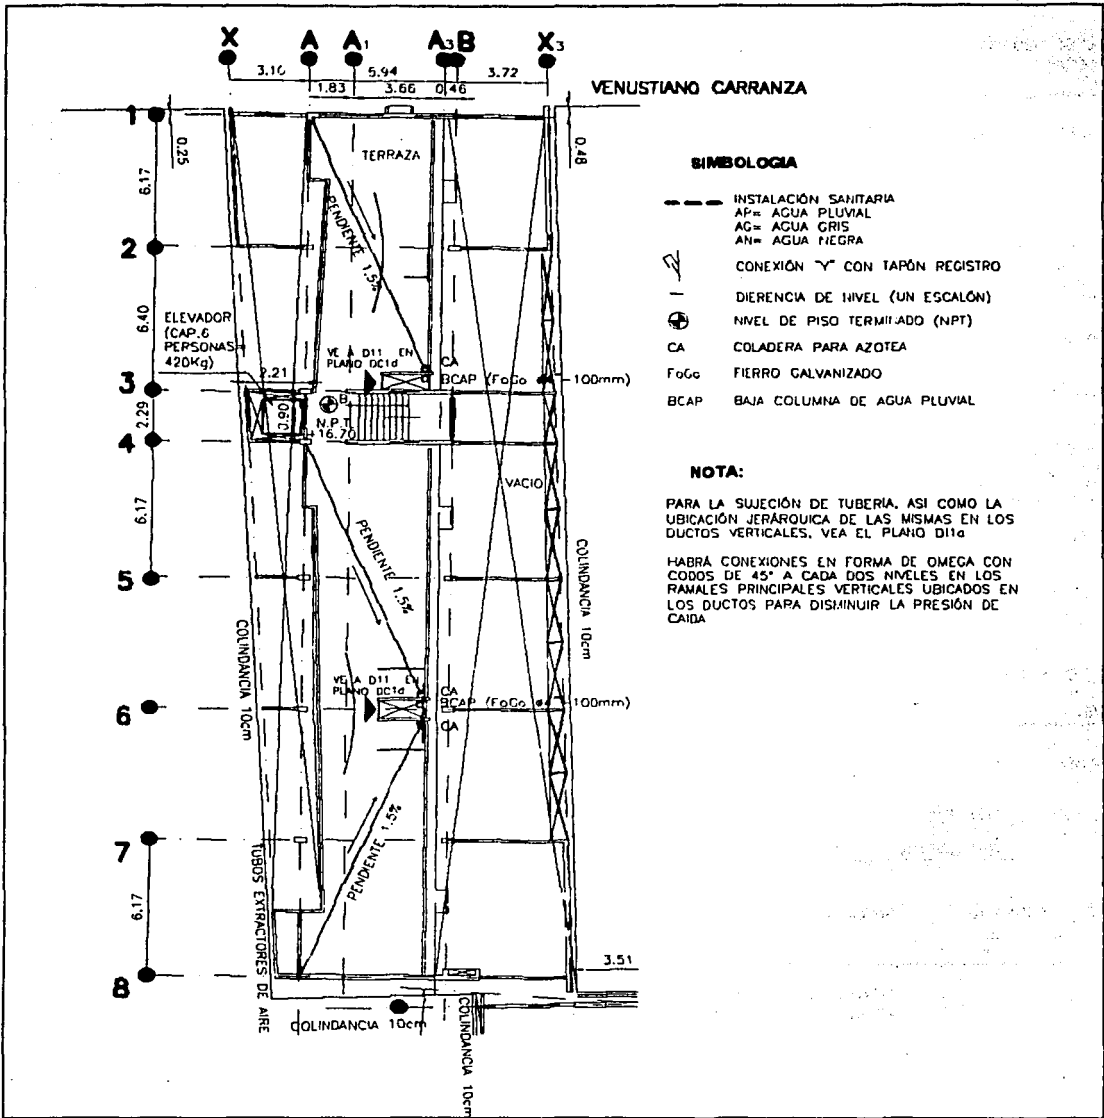 X A A1 A3 B X3
3.10 5.94 3.72
1.83 3.66 0.46
VENUSTIANO CARRANZA
1
0.25
0.48
6.17
TERRAZA
PENDIENTE 1.5%
2
6.40
ELEVADOR
(CAP.6
PERSONAS
420Kg)
VE A D11 EN
PLANO DC1d
CA
BCAP (FoGo ø 100mm)
2.21
3
B
0.90
2.29
N.P.T.
+16.70
4
VACIO
6.17
PENDIENTE 1.5%
5
COLINDANCIA 10cm
COLINDANCIA 10cm
VE A D11 EN
PLANO DC1d
CA
BCAP (FoGo ø 100mm)
CA
6
PENDIENTE 1.5%
7
TUBOS EXTRACTORES DE AIRE
6.17
8
3.51
COLINDANCIA 10cm
COLINDANCIA 10cm
SIMBOLOGIA
INSTALACIÓN SANITARIA
AP= AGUA PLUVIAL
AG= AGUA GRIS
AN= AGUA NEGRA
CONEXIÓN "Y" CON TAPÓN REGISTRO
DIERENCIA DE NIVEL (UN ESCALÓN)
NIVEL DE PISO TERMINADO (NPT)
CA COLADERA PARA AZOTEA
FoGo FIERRO GALVANIZADO
BCAP BAJA COLUMNA DE AGUA PLUVIAL
NOTA:
PARA LA SUJECIÓN DE TUBERÍA, ASI COMO LA
UBICACIÓN JERÁRQUICA DE LAS MISMAS EN LOS
DUCTOS VERTICALES, VEA EL PLANO DI1a
HABRÁ CONEXIONES EN FORMA DE OMEGA CON
CODOS DE 45° A CADA DOS NIVELES EN LOS
RAMALES PRINCIPALES VERTICALES UBICADOS EN
LOS DUCTOS PARA DISMINUIR LA PRESIÓN DE
CAIDA